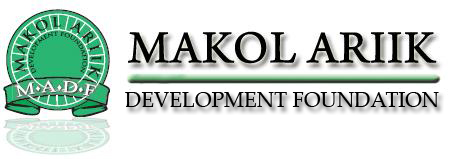 MAKOL ARIIK
DEVELOPMENT FOUNDATION
M.A.D.F
MAKOL ARIIK
DEVELOPMENT FOUNDATION